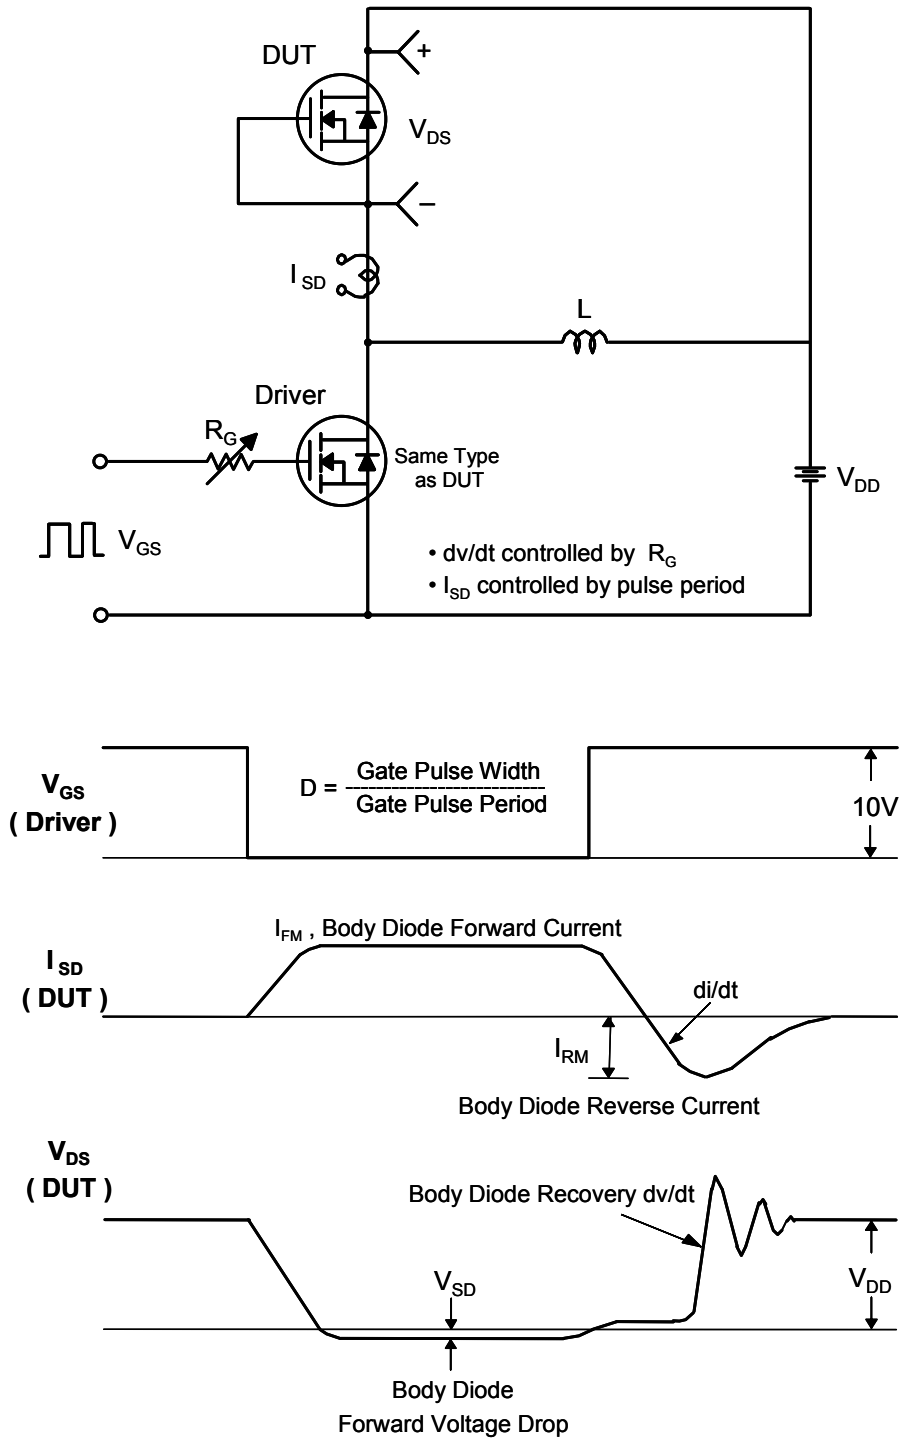 DUT
+
V_DS
–
I_SD
L
Driver
R_G
Same Type
as DUT
V_DD
V_GS
• dv/dt controlled by R_G
• I_SD controlled by pulse period
V_GS
( Driver )
D = Gate Pulse Width
--------------------------
Gate Pulse Period
10V
I_FM , Body Diode Forward Current
I_SD
( DUT )
di/dt
I_RM
Body Diode Reverse Current
V_DS
( DUT )
Body Diode Recovery dv/dt
V_SD
V_DD
Body Diode
Forward Voltage Drop